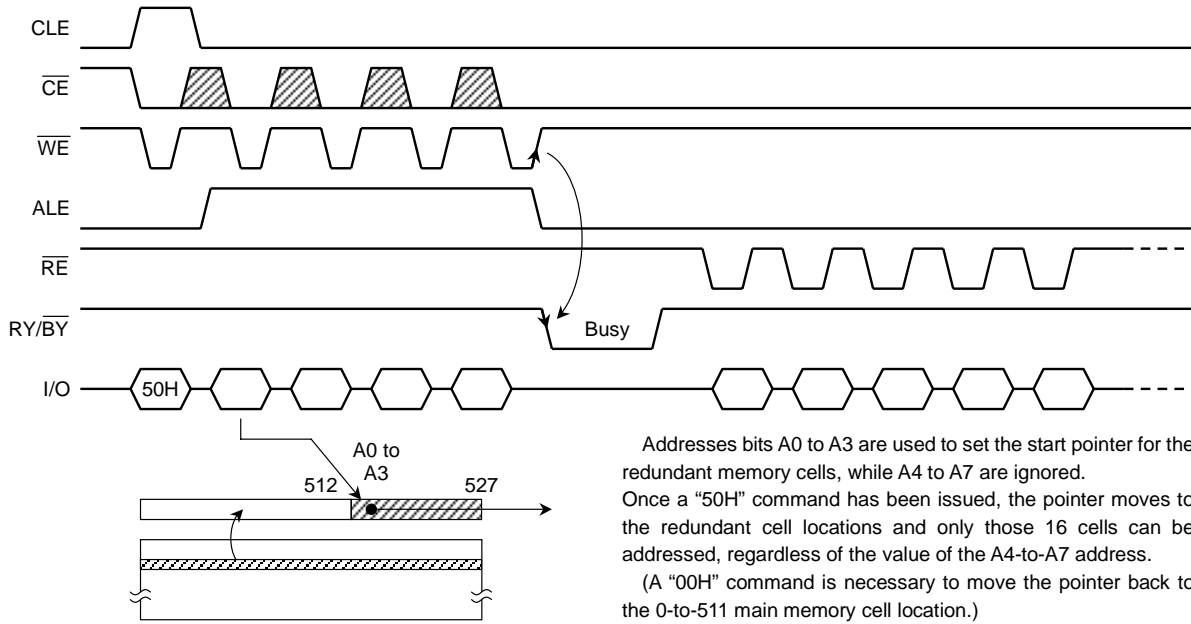 CLE
CE
WE
ALE
RE
RY/BY
Busy
I/O
50H
A0 to
A3
512
527
Addresses bits A0 to A3 are used to set the start pointer for the
redundant memory cells, while A4 to A7 are ignored.
Once a “50H” command has been issued, the pointer moves to
the redundant cell locations and only those 16 cells can be
addressed, regardless of the value of the A4-to-A7 address.
(A “00H” command is necessary to move the pointer back to
the 0-to-511 main memory cell location.)